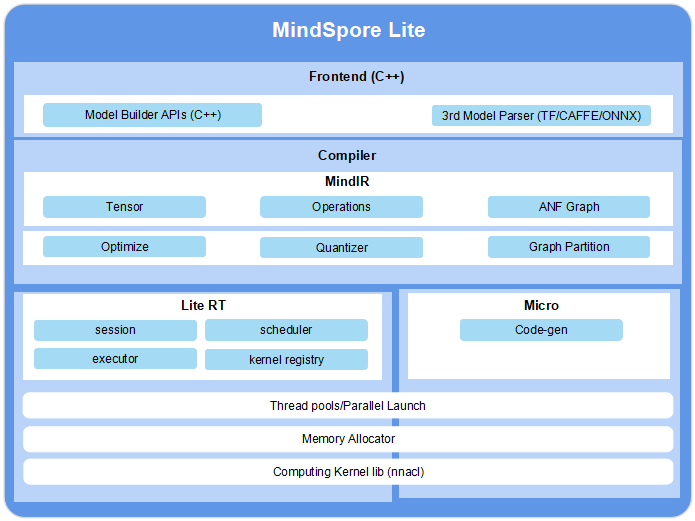 MindSpore Lite
Frontend (C++)
Model Builder APIs (C++)
3rd Model Parser (TF/CAFFE/ONNX)
Compiler
MindIR
Tensor
Operations
ANF Graph
Optimize
Quantizer
Graph Partition
Lite RT
session
scheduler
executor
kernel registry
Micro
Code-gen
Thread pools/Parallel Launch
Memory Allocator
Computing Kernel lib (nnacl)